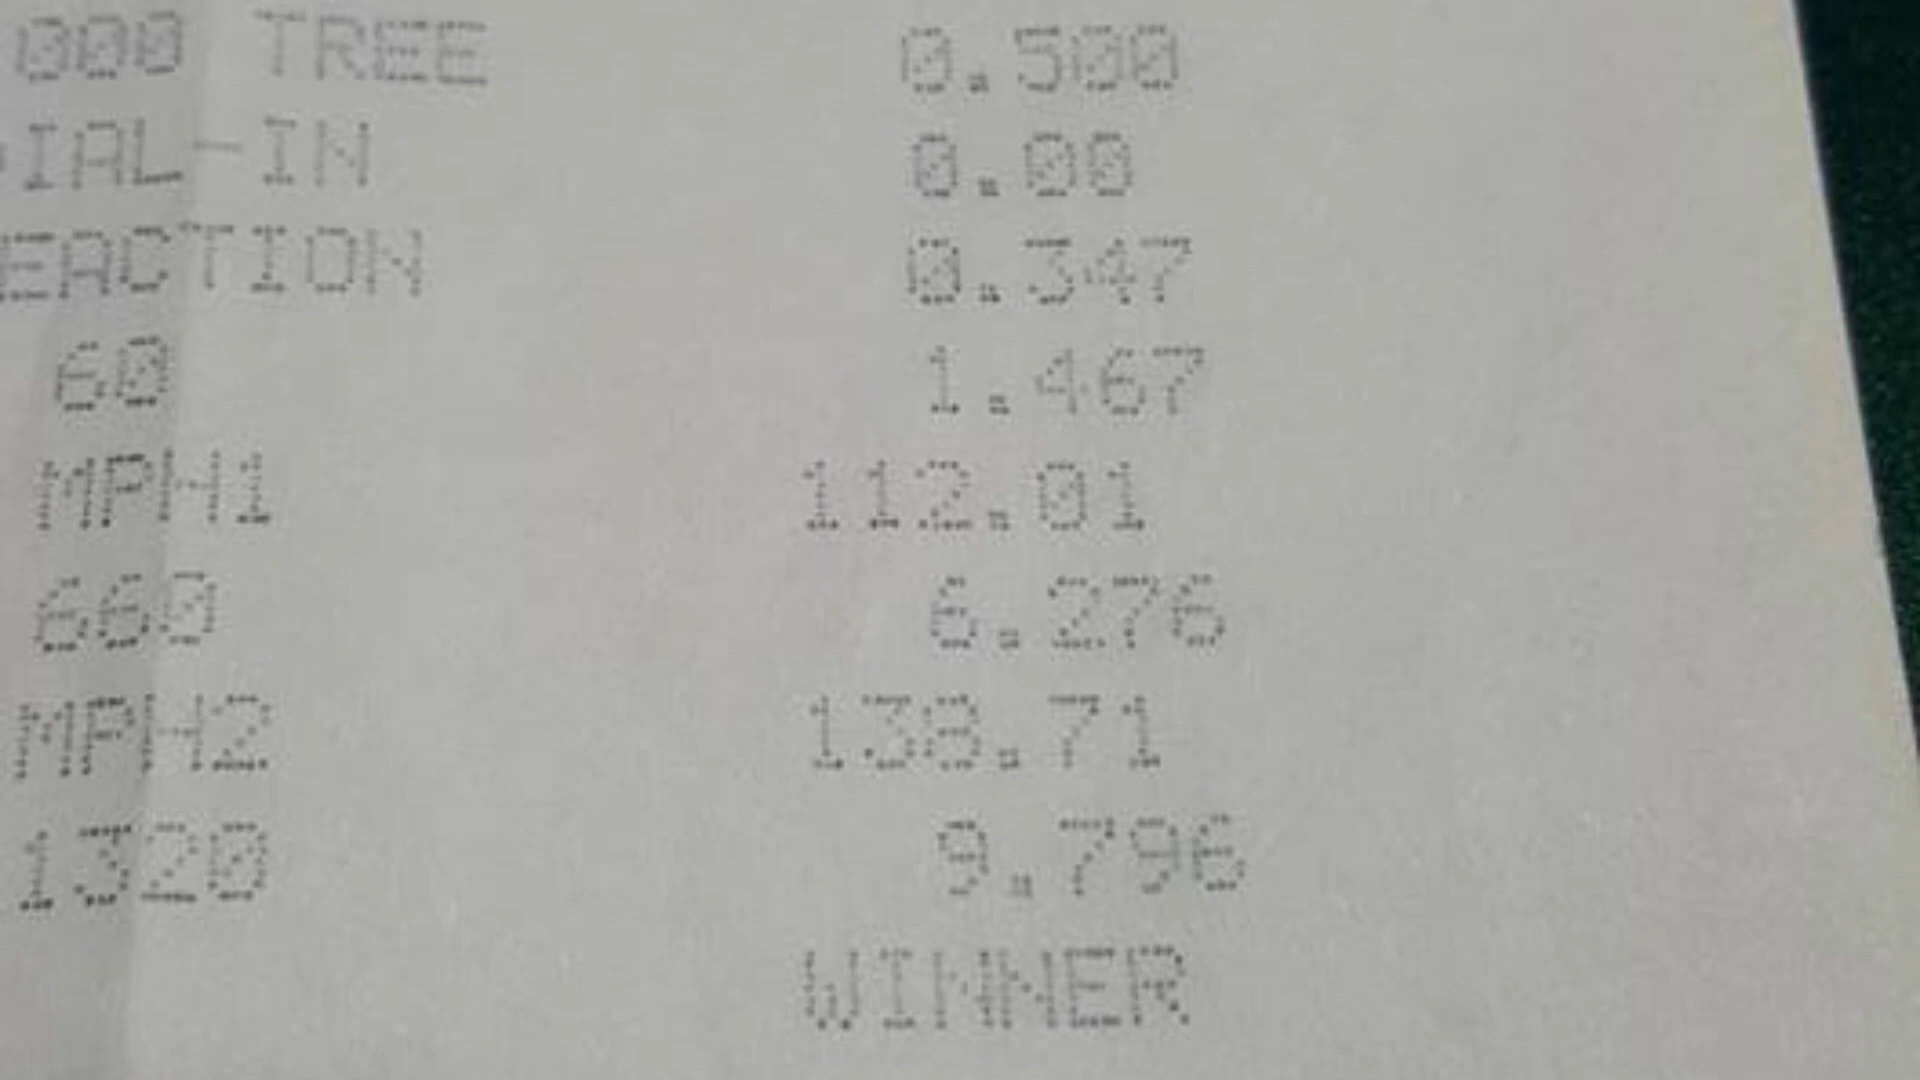 000 TREE 0.500
IAL-IN 0.00
EACTION 0.347
60 1.467
MPH1 112.01
660 6.276
MPH2 138.71
1320 9.796
WINNER